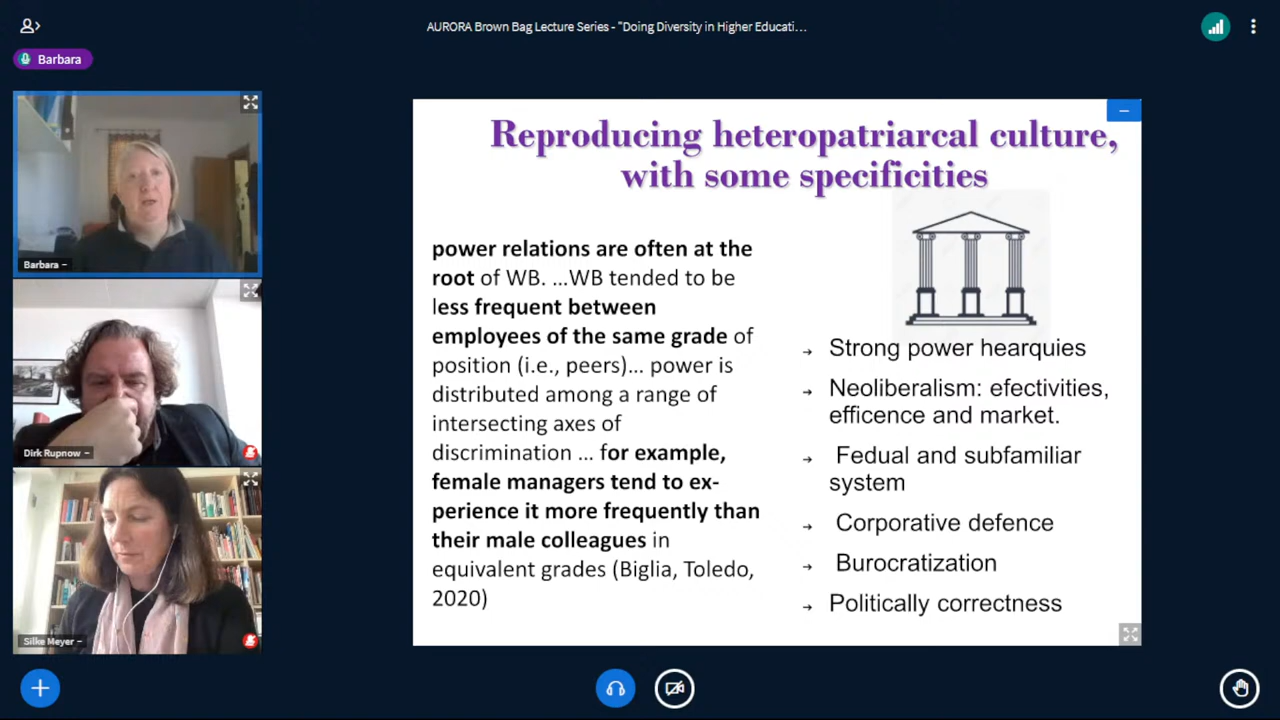 AURORA Brown Bag Lecture Series - "Doing Diversity in Higher Educati...
Barbara
Barbara –
Dirk Rupnow –
Silke Meyer –
Reproducing heteropatriarcal culture,
with some specificities
power relations are often at the
root of WB. ...WB tended to be
less frequent between
employees of the same grade of
position (i.e., peers)... power is
distributed among a range of
intersecting axes of
discrimination ... for example,
female managers tend to ex-
perience it more frequently than
their male colleagues in
equivalent grades (Biglia, Toledo,
2020)
→ Strong power hearquies
→ Neoliberalism: efectivities,
efficence and market.
→ Fedual and subfamiliar
system
→ Corporative defence
→ Burocratization
→ Politically correctness